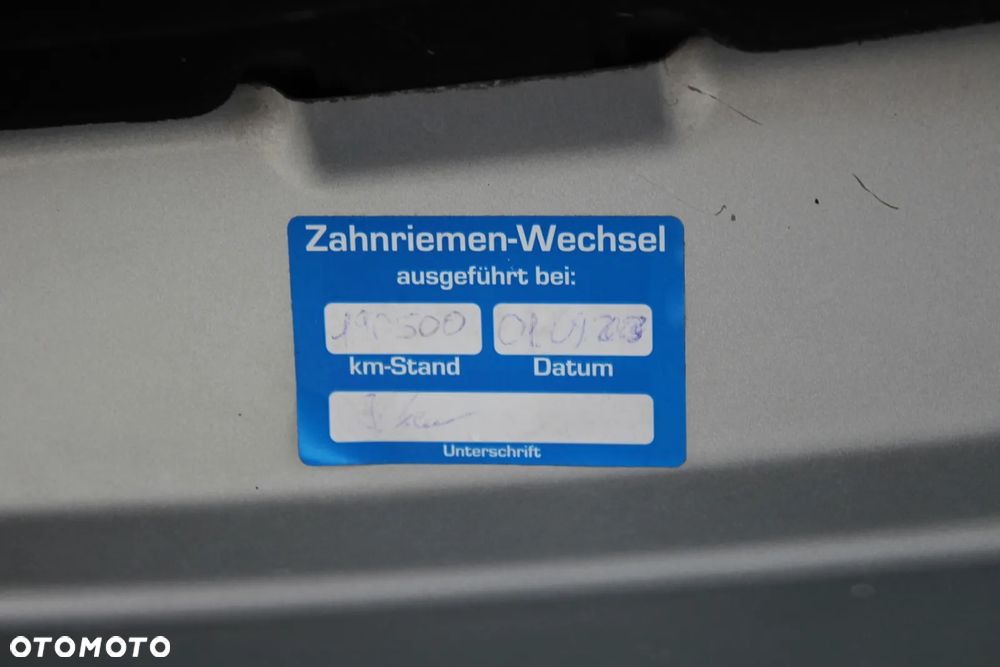 Zahnriemen-Wechsel
ausgeführt bei:
km-Stand Datum
Unterschrift
OTOMOTO